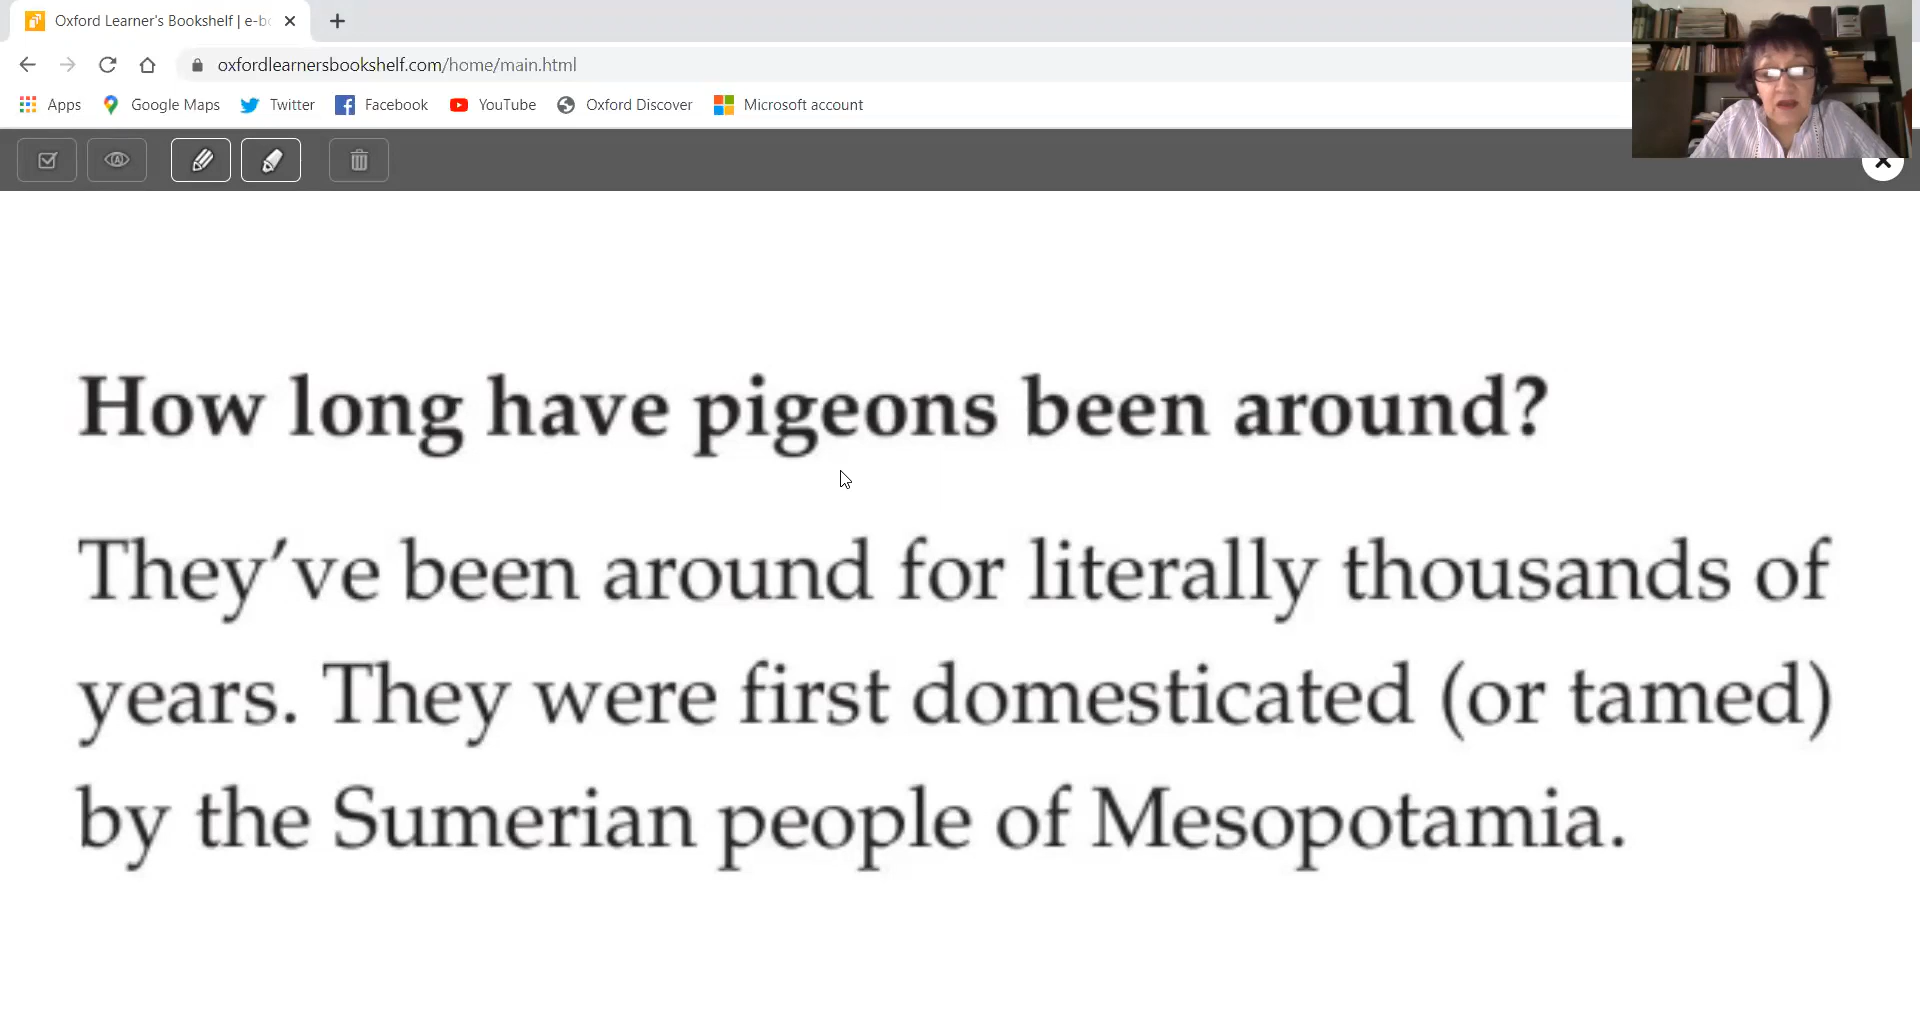 Oxford Learner's Bookshelf | e-b
oxfordlearnersbookshelf.com/home/main.html
Apps Google Maps Twitter Facebook YouTube Oxford Discover Microsoft account
How long have pigeons been around?
They've been around for literally thousands of
years. They were first domesticated (or tamed)
by the Sumerian people of Mesopotamia.